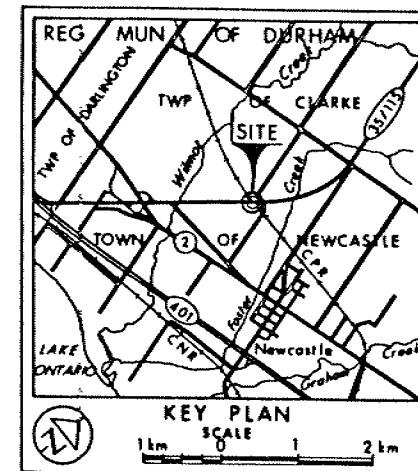 REG MUN OF DURHAM
TWP OF DARLINGTON
TWP OF CLARKE
Creek
35/115
SITE
Wilmot
Creek
TOWN OF NEWCASTLE
2
C.P.R.
401
Foster
CNR
Newcastle
LAKE
ONTARIO
Graham Creek
KEY PLAN
SCALE
1 km 0 1 2 km